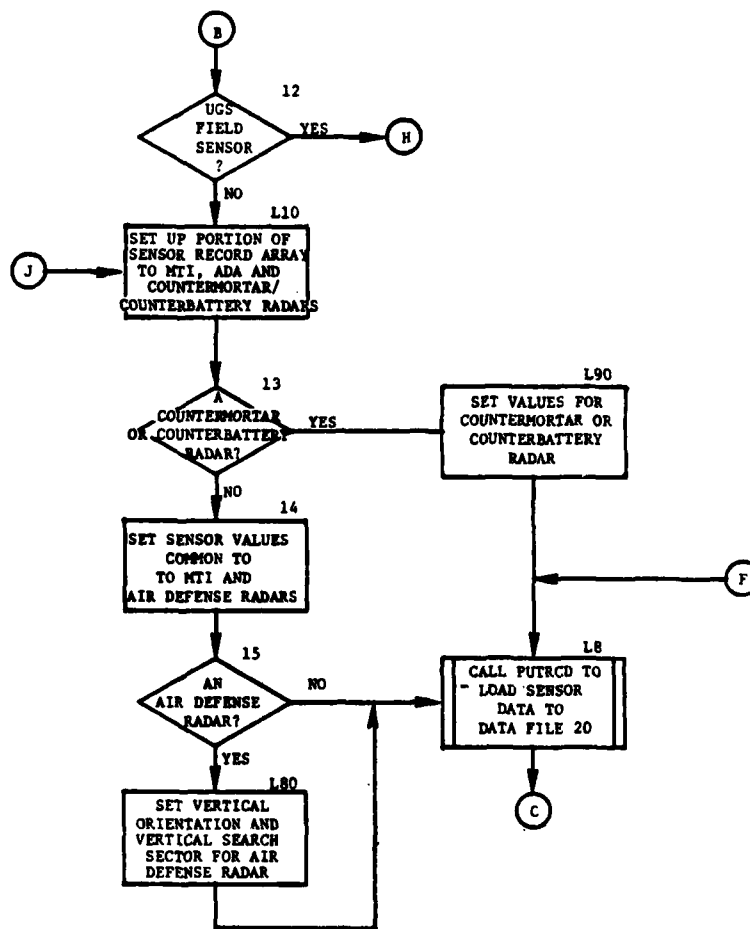 B
12
UGS
FIELD
SENSOR
?
YES
H
NO
L10
SET UP PORTION OF
SENSOR RECORD ARRAY
TO MTI, ADA AND
COUNTERMORTAR/
COUNTERBATTERY RADARS
J
13
A
COUNTERMORTAR
OR COUNTERBATTERY
RADAR?
YES
L90
SET VALUES FOR
COUNTERMORTAR OR
COUNTERBATTERY
RADAR
NO
14
SET SENSOR VALUES
COMMON TO
TO MTI AND
AIR DEFENSE RADARS
F
15
AN
AIR DEFENSE
RADAR?
NO
L8
CALL PUTRCD TO
LOAD SENSOR
DATA TO
DATA FILE 20
YES
L80
SET VERTICAL
ORIENTATION AND
VERTICAL SEARCH
SECTOR FOR AIR
DEFENSE RADAR
C